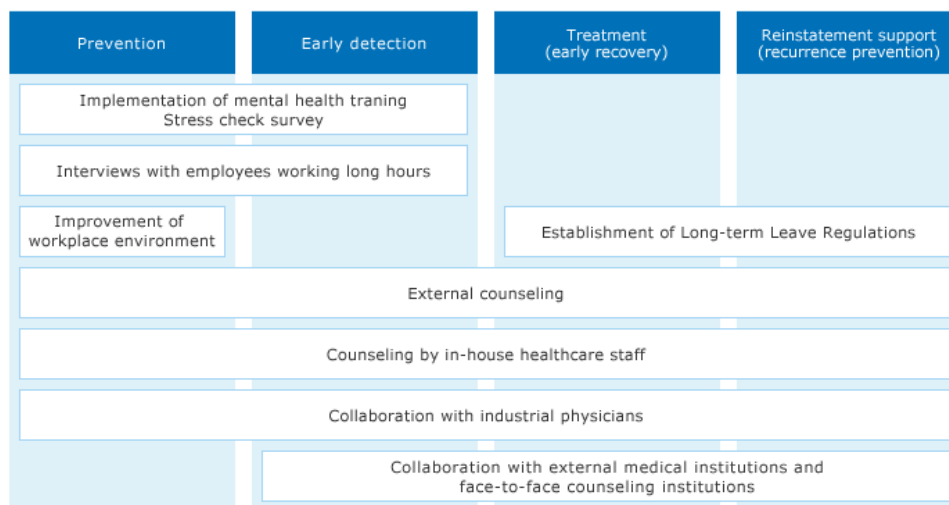 Prevention
Early detection
Treatment
(early recovery)
Reinstatement support
(recurrence prevention)
Implementation of mental health traning
Stress check survey
Interviews with employees working long hours
Improvement of
workplace environment
Establishment of Long-term Leave Regulations
External counseling
Counseling by in-house healthcare staff
Collaboration with industrial physicians
Collaboration with external medical institutions and
face-to-face counseling institutions